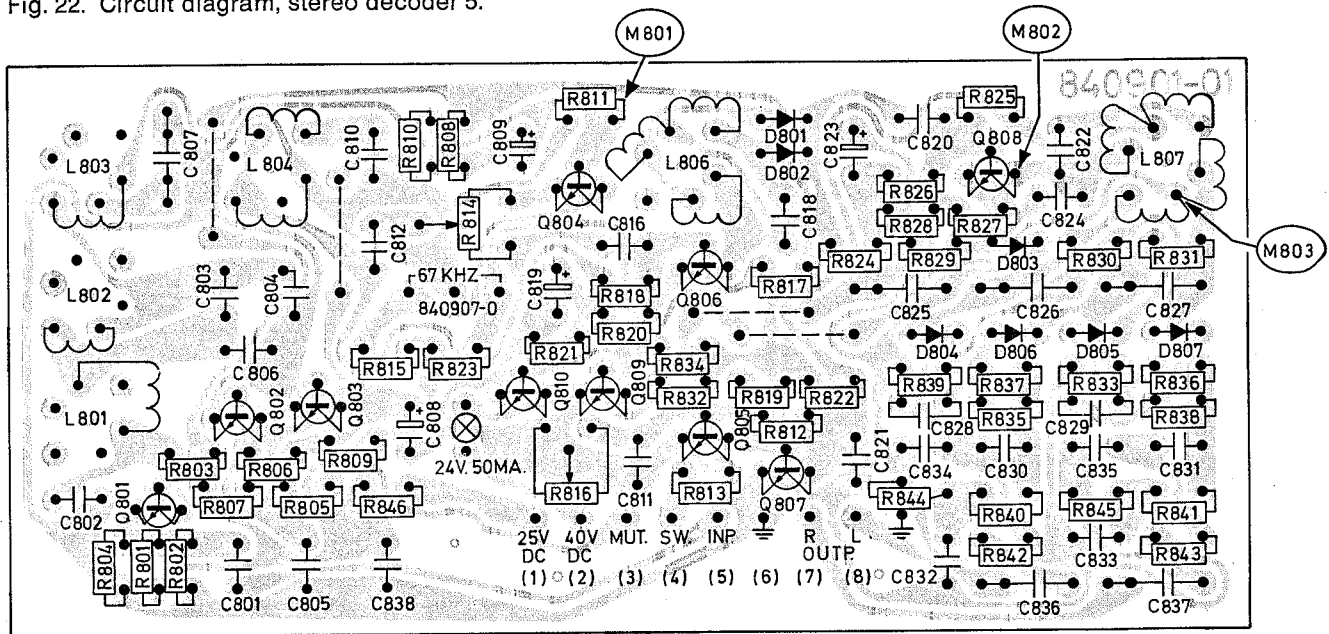 Fig. 22. Circuit diagram, stereo decoder 5.
M801
M802
840901-01
R811
R825
L803
C807
L804
C810
R810
R808
C809
L806
D801
D802
C823
C820
Q808
C822
L807
Q804
R814
C812
C816
C818
R826
R828
R827
C824
M803
L802
C803
C804
67 KHZ
840907-0
C819
R818
R820
Q806
R817
R824
R829
D803
R830
R831
C825
C826
C827
C806
R815
R823
R821
R834
D804
D806
D805
D807
L801
Q802
Q803
C808
Q810
Q809
R832
R819
R822
R839
R837
R833
R836
C828
R835
C829
R838
R803
R806
R809
24V. 50MA.
Q805
R812
C821
C834
C830
C835
C831
C802
Q801
R807
R805
R846
R816
C811
R813
Q807
R844
R840
R845
R841
25V DC
40V DC
MUT.
SW.
INP.
R
L
OUTP.
R804
R801
R802
C801
C805
C838
(1) (2) (3) (4) (5) (6) (7) (8)
C832
R842
C833
R843
C836
C837